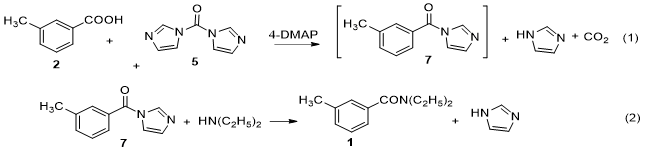 H₃C COOH + + N N O N N 4-DMAP H₃C O N N + HN N + CO₂ (1)
2 5 7
H₃C O N N + HN(C₂H₅)₂ H₃C CON(C₂H₅)₂ + HN N (2)
7 1